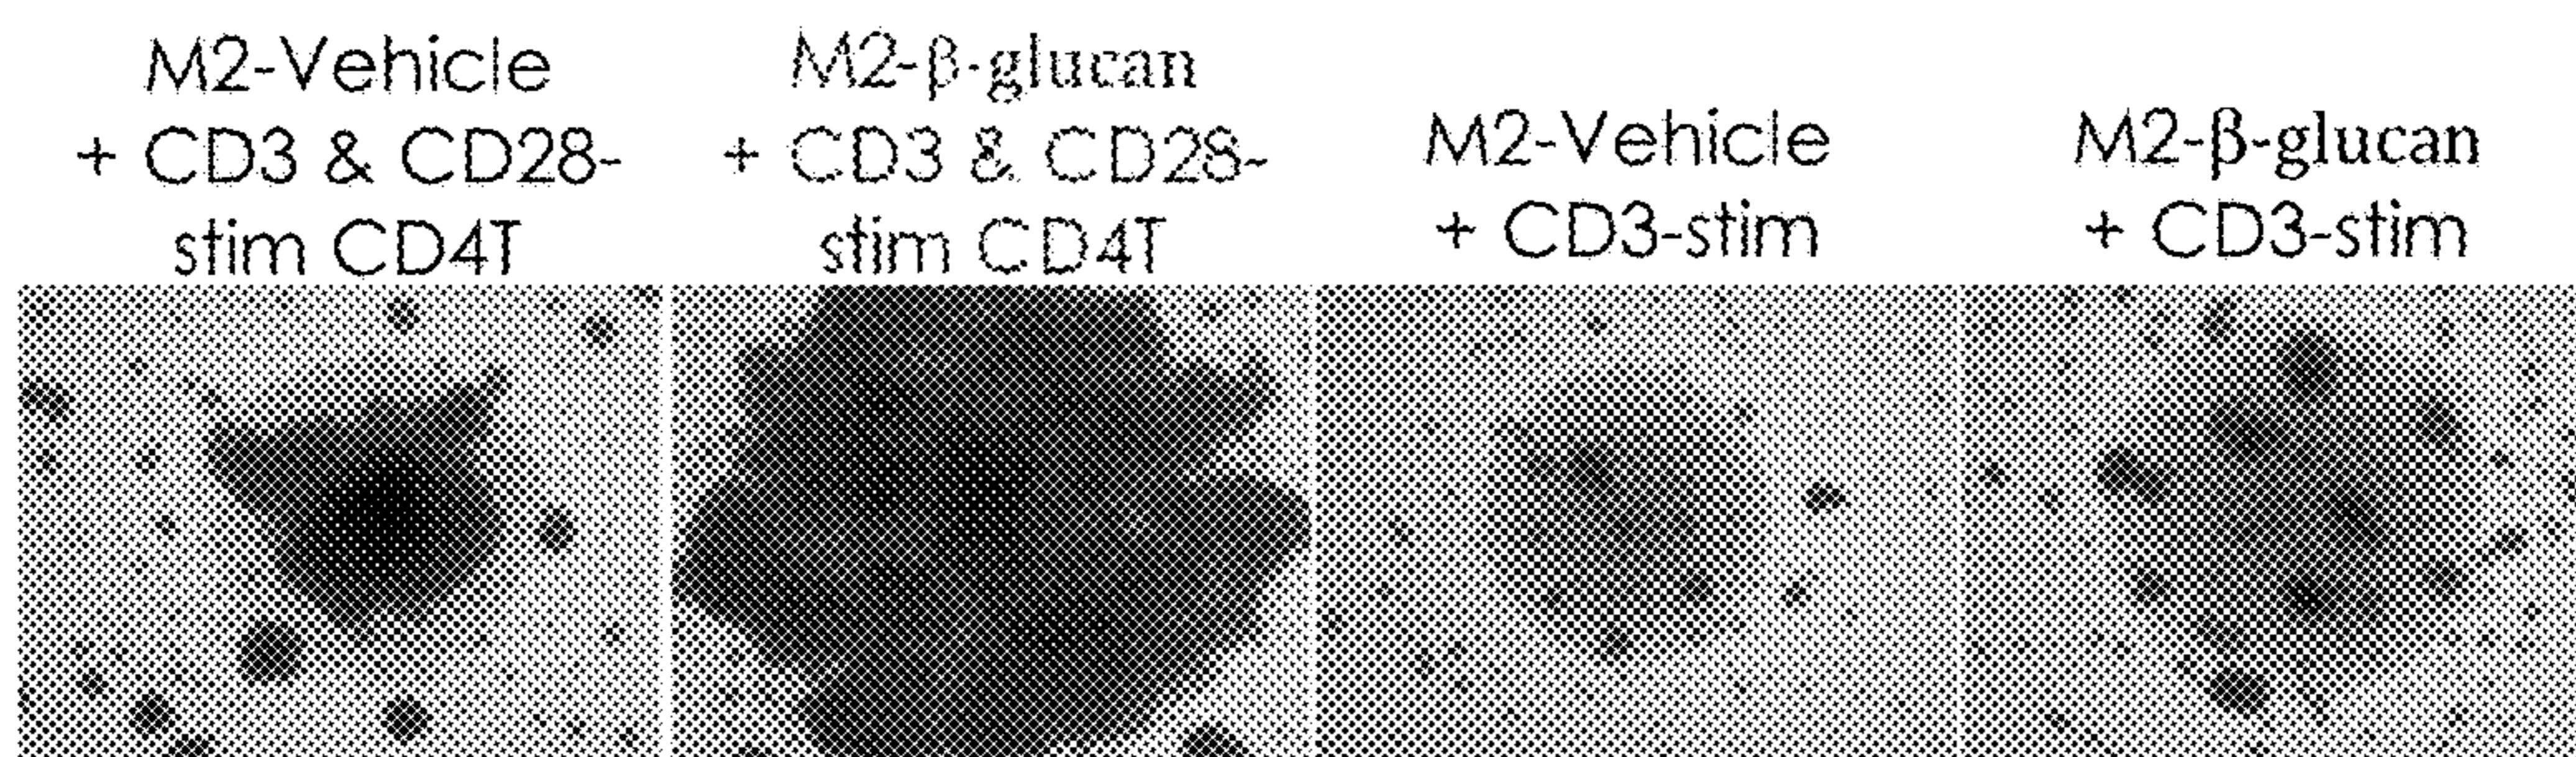 M2-Vehicle
+ CD3 & CD28-
stim CD4T
M2-β-glucan
+ CD3 & CD28-
stim CD4T
M2-Vehicle
+ CD3-stim
M2-β-glucan
+ CD3-stim